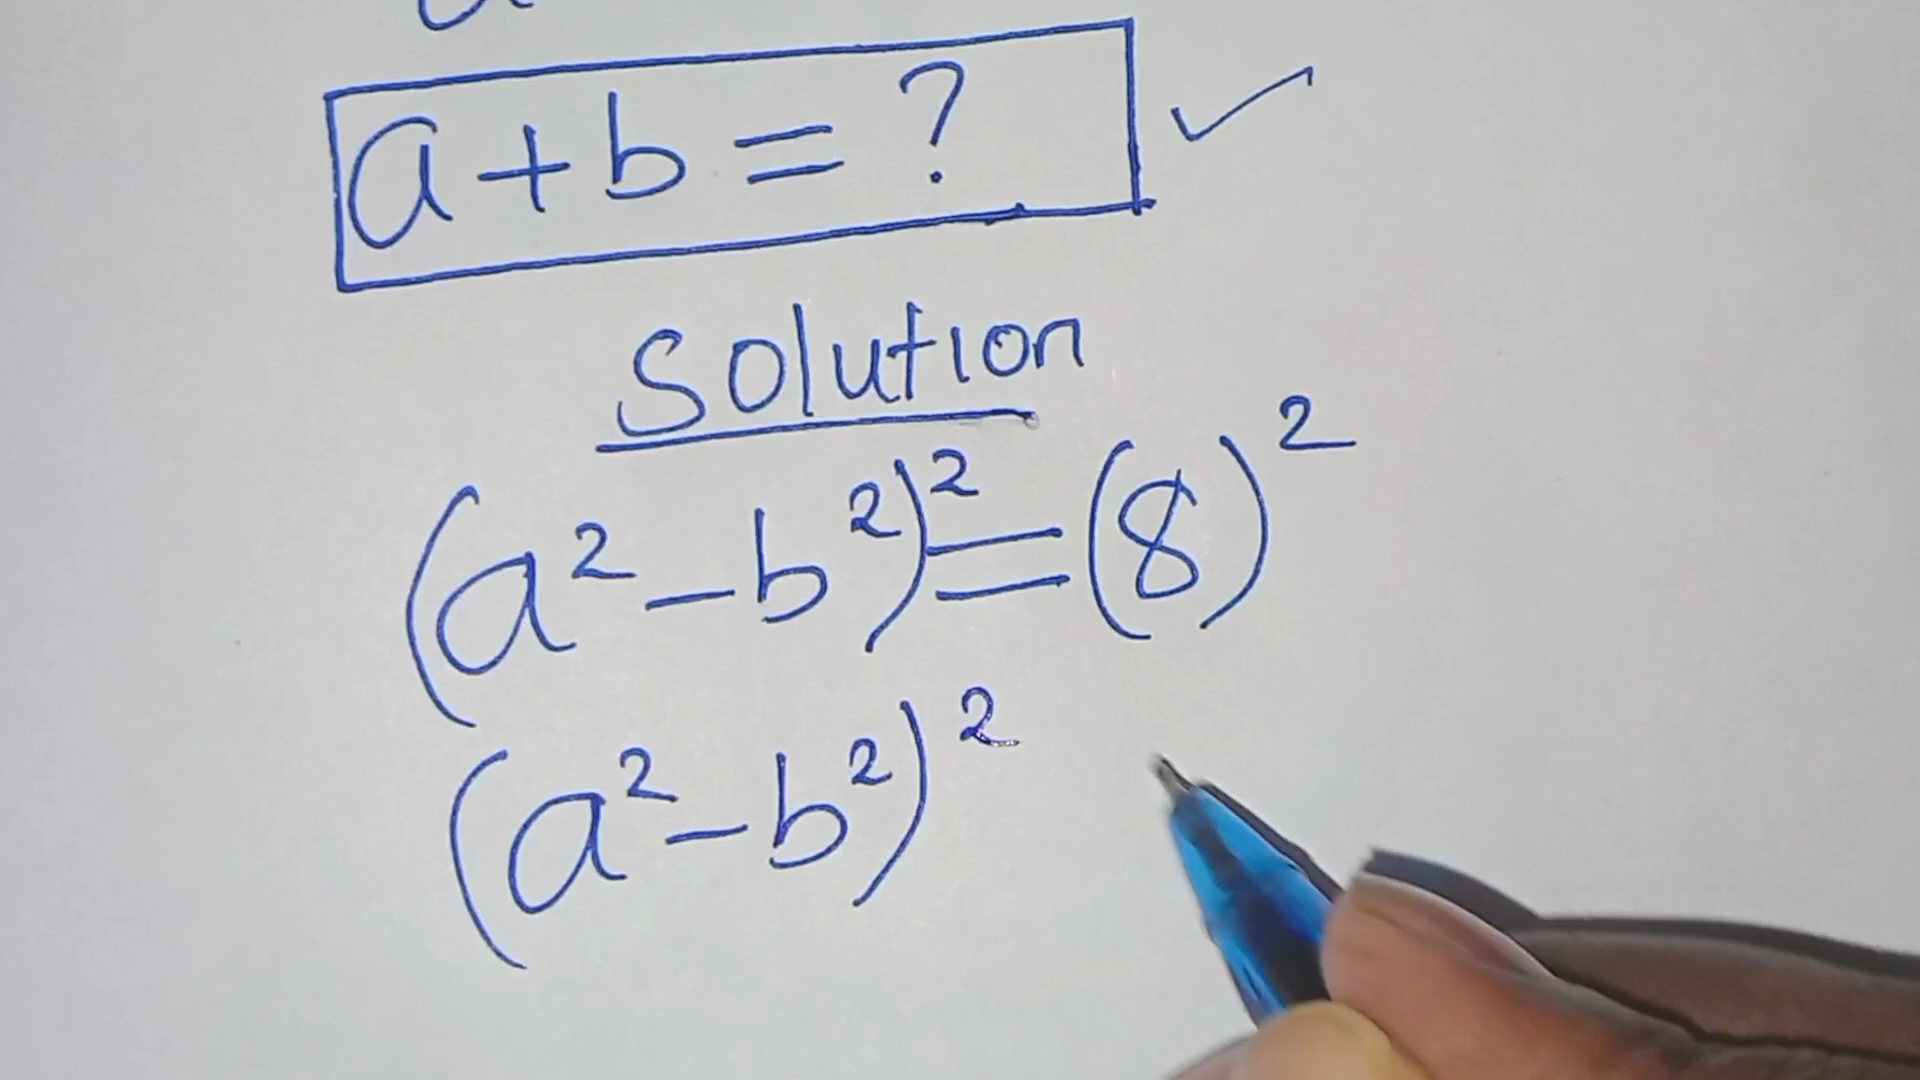 a + b = ?
Solution
(a² - b²)² = (8)²
(a² - b²)²